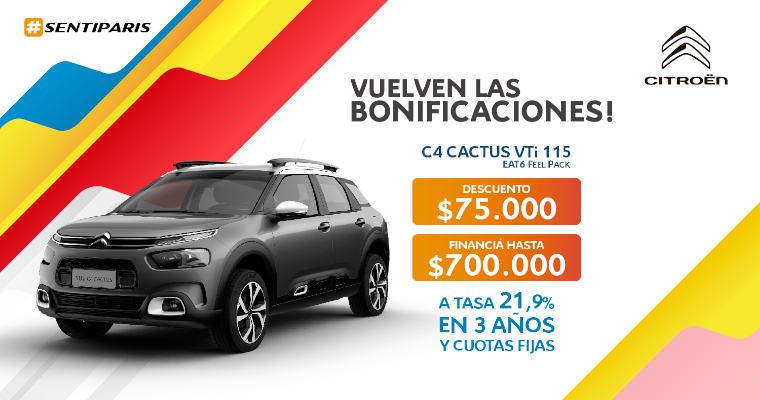 #SENTIPARIS
CITROËN
VUELVEN LAS
BONIFICACIONES!
C4 CACTUS VTi 115
EAT6 FEEL PACK
DESCUENTO
$75.000
FINANCIÁ HASTA
$700.000
A TASA 21,9%
EN 3 AÑOS
Y CUOTAS FIJAS